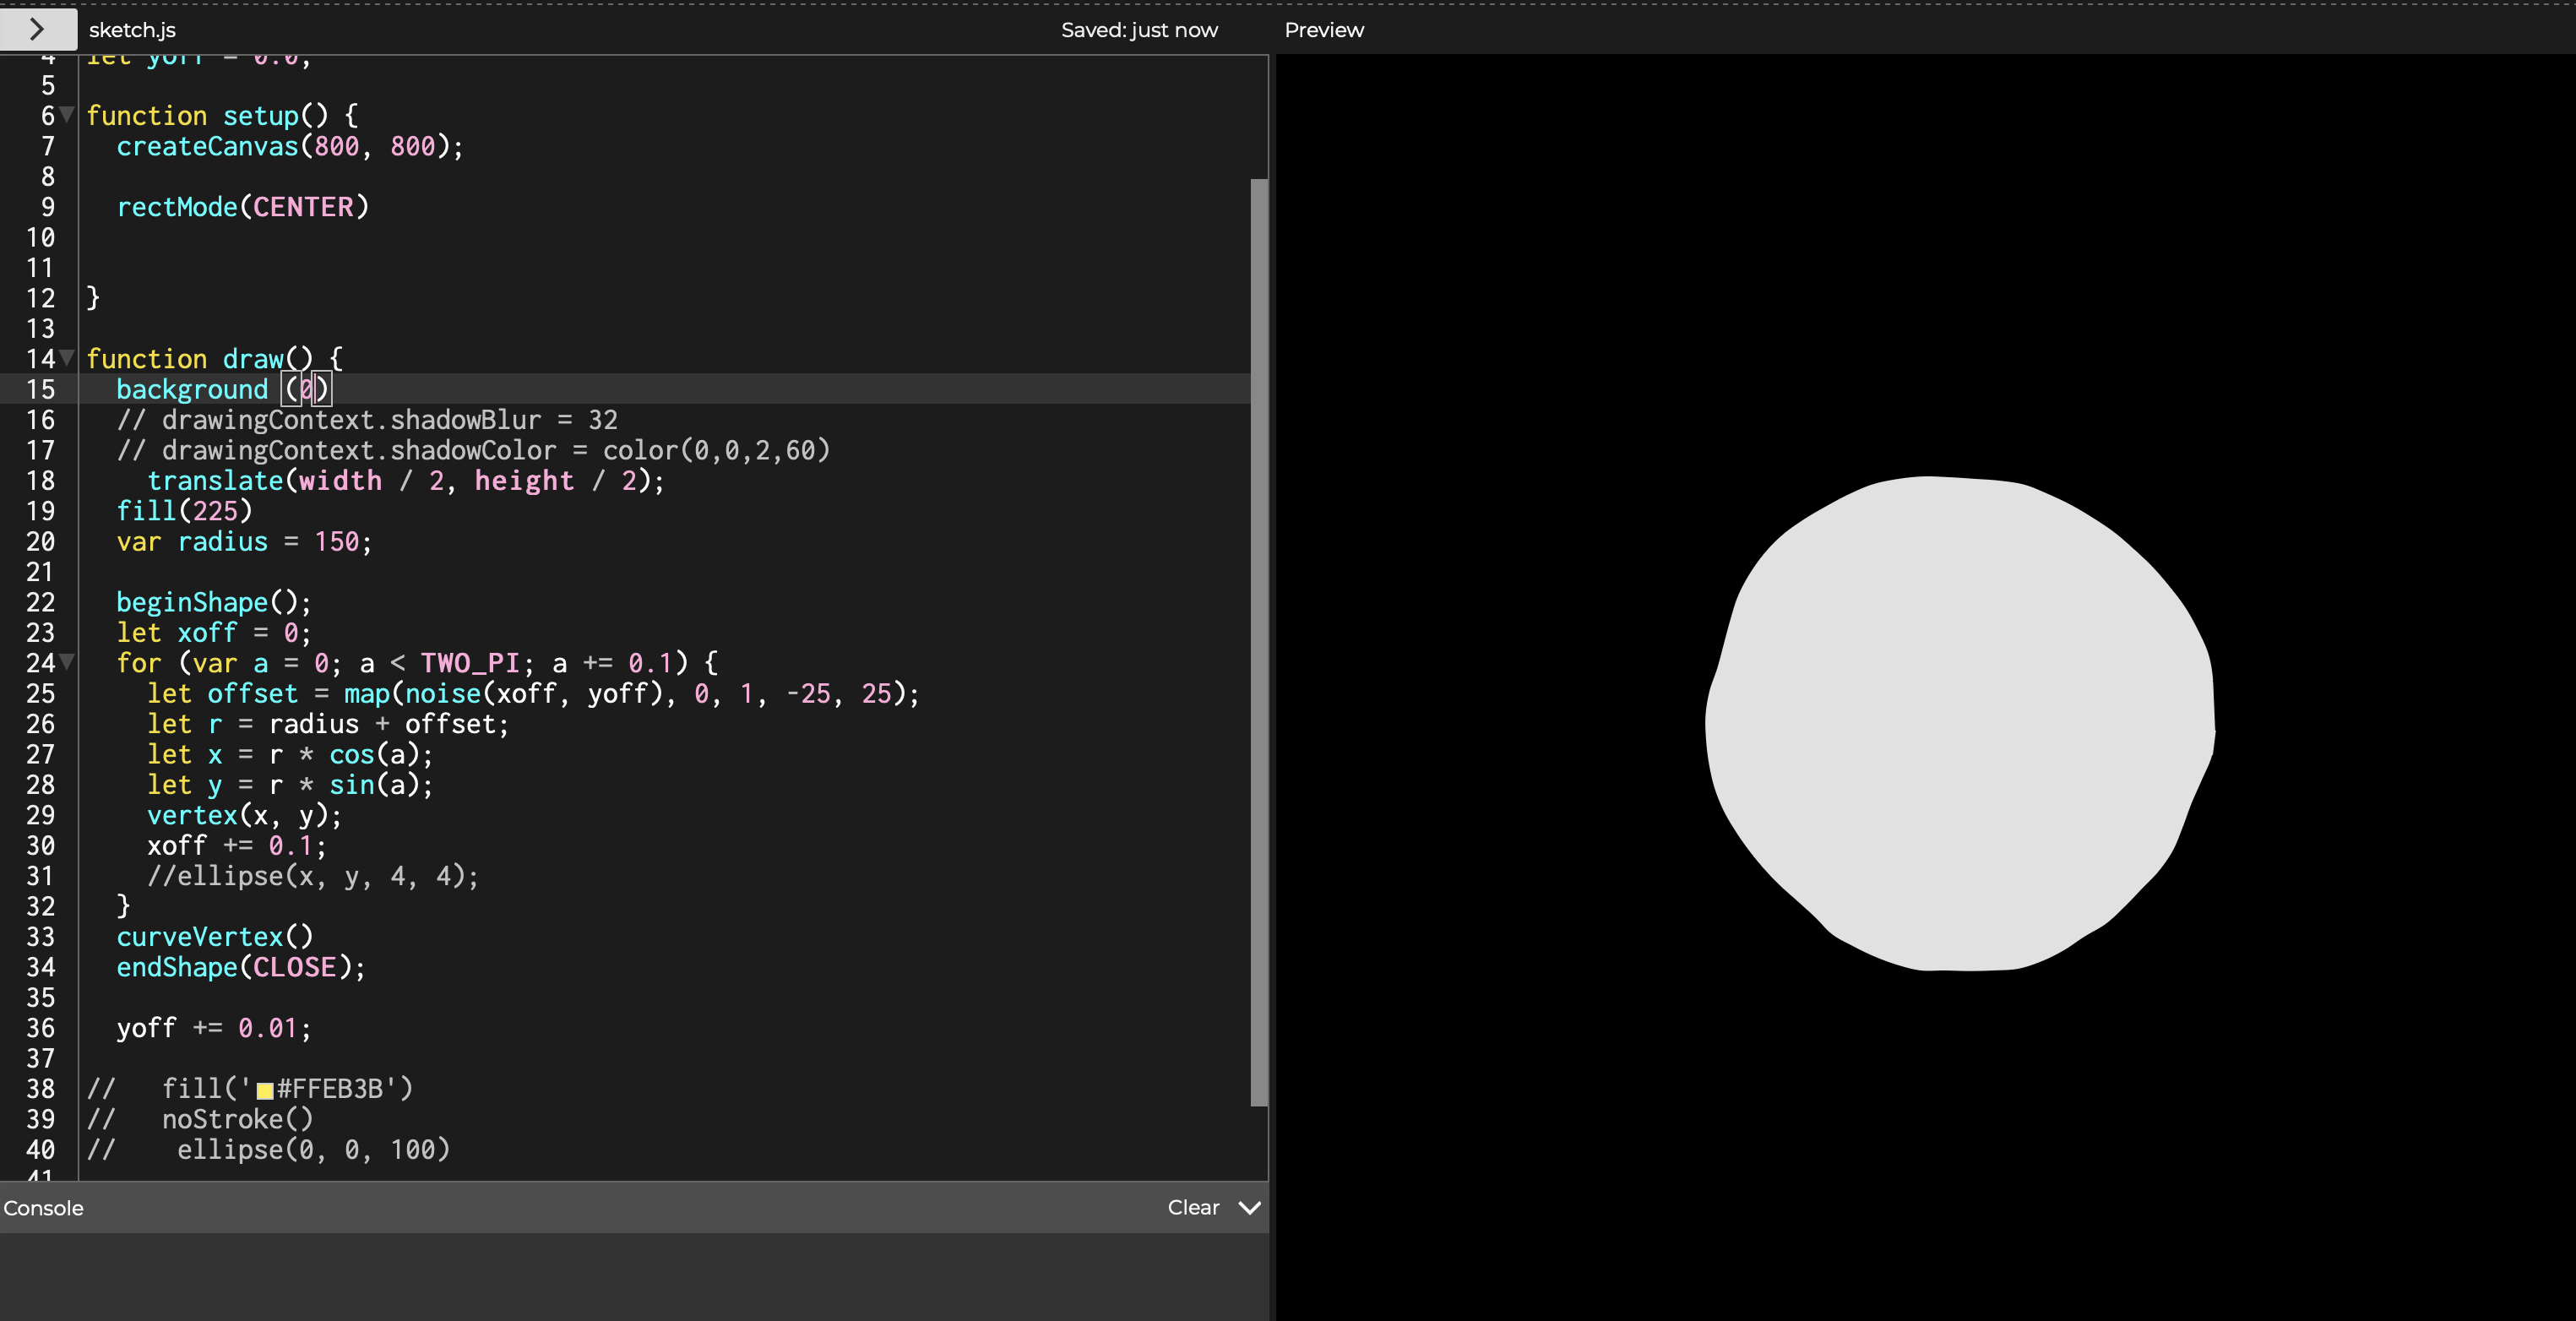 sketch.js
Saved: just now
Preview
4 let yoff = 0.0;
5
6 function setup() {
7 createCanvas(800, 800);
8
9 rectMode(CENTER)
10
11
12 }
13
14 function draw() {
15 background (0)
16 // drawingContext.shadowBlur = 32
17 // drawingContext.shadowColor = color(0,0,2,60)
18 translate(width / 2, height / 2);
19 fill(225)
20 var radius = 150;
21
22 beginShape();
23 let xoff = 0;
24 for (var a = 0; a < TWO_PI; a += 0.1) {
25 let offset = map(noise(xoff, yoff), 0, 1, -25, 25);
26 let r = radius + offset;
27 let x = r * cos(a);
28 let y = r * sin(a);
29 vertex(x, y);
30 xoff += 0.1;
31 //ellipse(x, y, 4, 4);
32 }
33 curveVertex()
34 endShape(CLOSE);
35
36 yoff += 0.01;
37
38 // fill('#FFEB3B')
39 // noStroke()
40 // ellipse(0, 0, 100)
41
Console
Clear